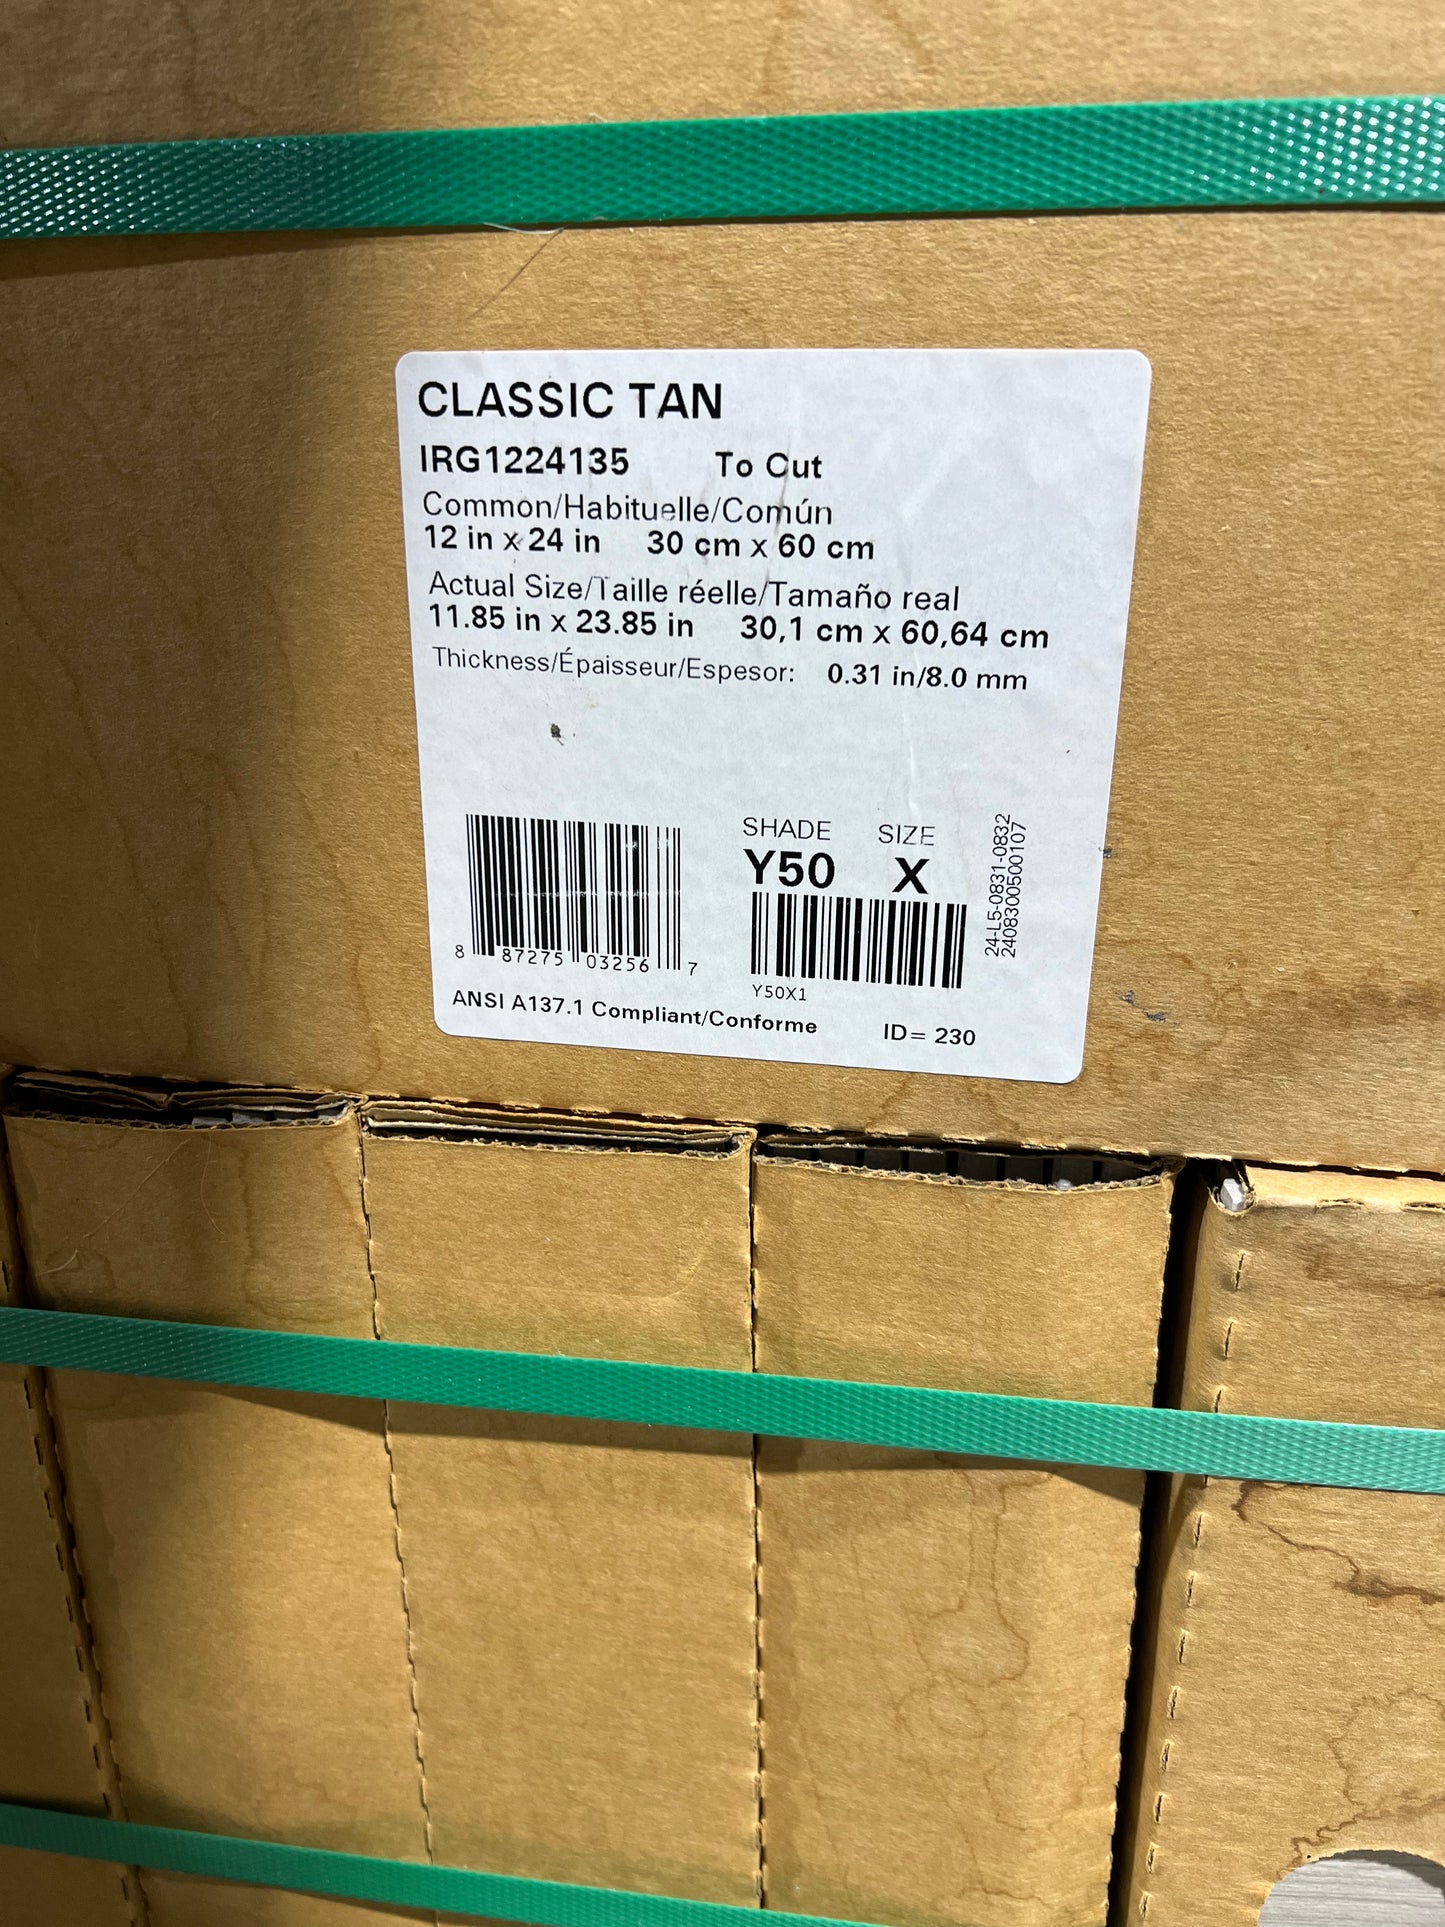 CLASSIC TAN
IRG1224135 To Cut
Common/Habituelle/Común
12 in x 24 in 30 cm x 60 cm
Actual Size/Taille réelle/Tamaño real
11.85 in x 23.85 in 30,1 cm x 60,64 cm
Thickness/Épaisseur/Espesor: 0.31 in/8.0 mm
SHADE SIZE
Y50 X
8 87275 03256 7
Y50X1
24-L5-0831-0832
2408300500107
ANSI A137.1 Compliant/Conforme ID= 230